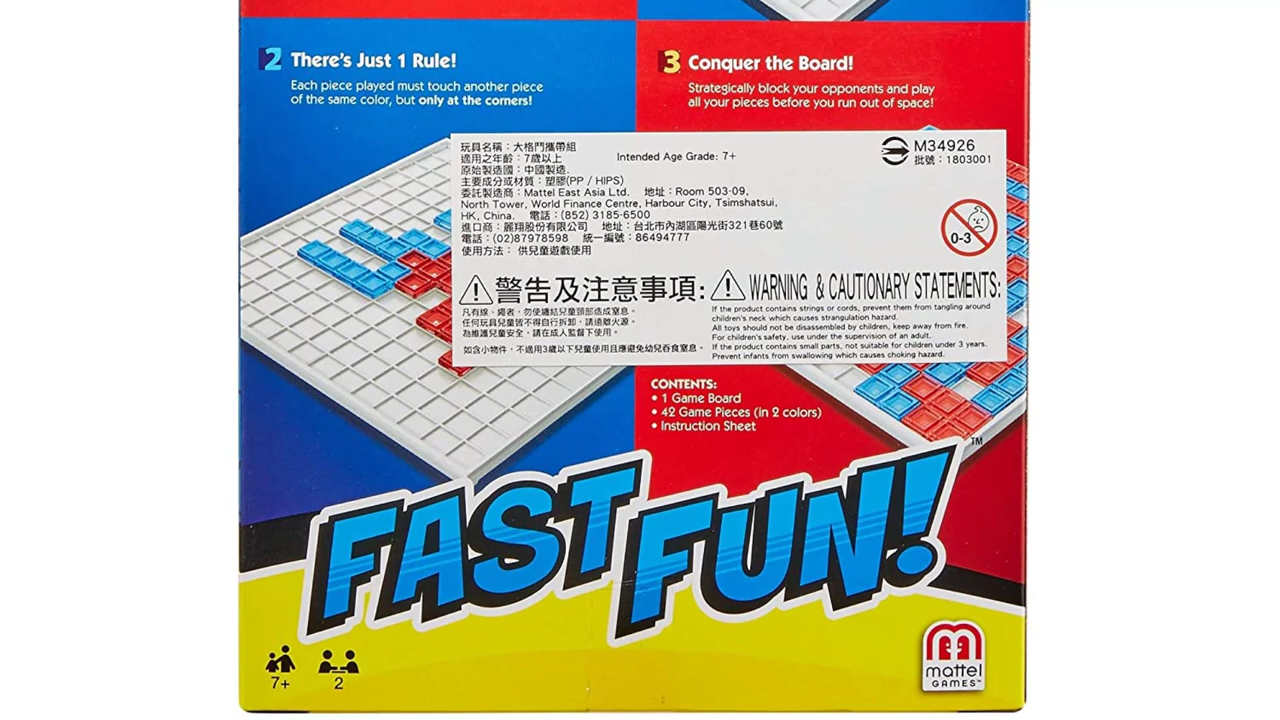 2 There's Just 1 Rule!
Each piece played must touch another piece
of the same color, but only at the corners!
3 Conquer the Board!
Strategically block your opponents and play
all your pieces before you run out of space!
玩具名稱：大格鬥攜帶組
適用之年齡：7歲以上 Intended Age Grade: 7+
原始製造國：中國製造.
主要成分或材質：塑膠(PP / HIPS)
委託製造商：Mattel East Asia Ltd. 地址：Room 503-09,
North Tower, World Finance Centre, Harbour City, Tsimshatsui,
HK, China. 電話：(852) 3185-6500
進口商：麗翔股份有限公司 地址：台北市內湖區陽光街321巷60號
電話：(02)87978598 統一編號：86494777
使用方法： 供兒童遊戲使用
M34926
批號：1803001
0-3
警告及注意事項:
凡有線、繩者，勿使纏結兒童頸部造成窒息。
任何玩具兒童皆不得自行拆卸，請遠離火源。
為維護兒童安全，請在成人監督下使用。
如含小物件，不適用3歲以下兒童使用且應避免幼兒吞食窒息。
WARNING & CAUTIONARY STATEMENTS:
If the product contains strings or cords, prevent them from tangling around
children's neck which causes strangulation hazard.
All toys should not be disassembled by children, keep away from fire.
For children's safety, use under the supervision of an adult.
If the product contains small parts, not suitable for children under 3 years.
Prevent infants from swallowing which causes choking hazard.
CONTENTS:
• 1 Game Board
• 42 Game Pieces (in 2 colors)
• Instruction Sheet
FAST FUN!
TM
7+
2
mattel
GAMES™